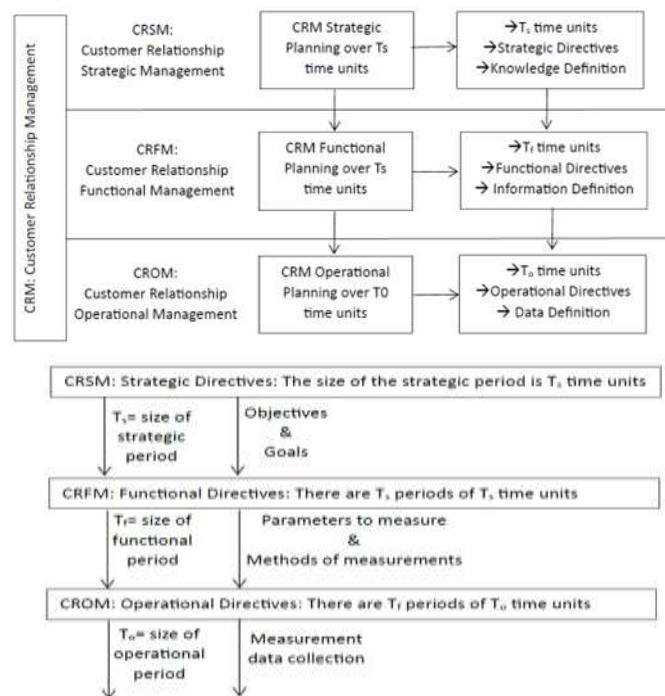 CRM: Customer Relationship Management
CRSM:
Customer Relationship
Strategic Management
CRM Strategic
Planning over Ts
time units
→Tₛ time units
→Strategic Directives
→Knowledge Definition
CRFM:
Customer Relationship
Functional Management
CRM Functional
Planning over Ts
time units
→ T_f time units
→Functional Directives
→ Information Definition
CROM:
Customer Relationship
Operational Management
CRM Operational
Planning over T0
time units
→Tₒ time units
→Operational Directives
→ Data Definition
CRSM: Strategic Directives: The size of the strategic period is Tₛ time units
Tₛ= size of
strategic
period
Objectives
&
Goals
CRFM: Functional Directives: There are Tₛ periods of Tₛ time units
T_f= size of
functional
period
Parameters to measure
&
Methods of measurements
CROM: Operational Directives: There are T_f periods of Tₒ time units
Tₒ= size of
operational
period
Measurement
data collection